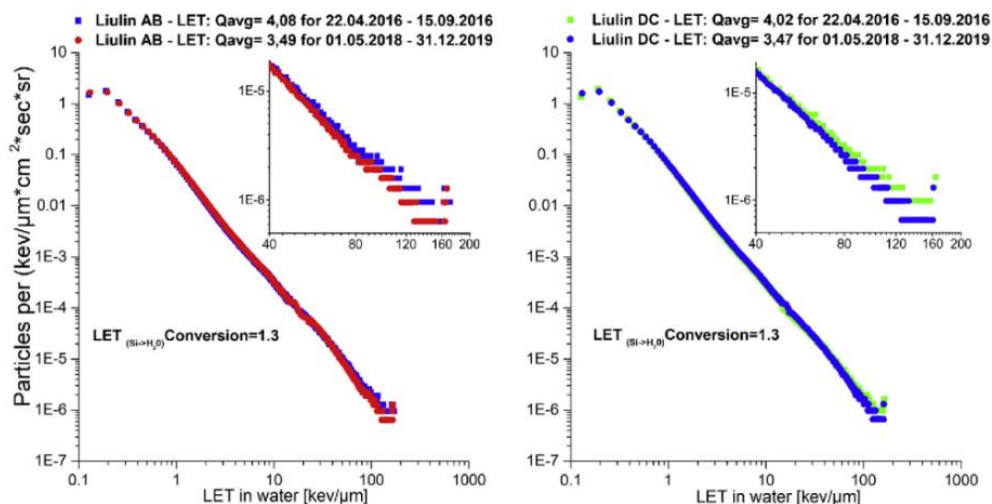 Liulin AB - LET: Qavg= 4,08 for 22.04.2016 - 15.09.2016
Liulin AB - LET: Qavg= 3,49 for 01.05.2018 - 31.12.2019
10
1
0.1
0.01
1E-3
1E-4
1E-5
1E-6
1E-7
Particles per (kev/µm*cm²*sec*sr)
1E-5
1E-6
40 80 120 160 200
LET (Si->H₂0) Conversion=1.3
0.1 1 10 100 1000
LET in water [kev/µm]
Liulin DC - LET: Qavg= 4,02 for 22.04.2016 - 15.09.2016
Liulin DC - LET: Qavg= 3,47 for 01.05.2018 - 31.12.2019
10
1
0.1
0.01
1E-3
1E-4
1E-5
1E-6
1E-7
1E-5
1E-6
40 80 120 160 200
LET (Si->H₂0) Conversion=1.3
0.1 1 10 100 1000
LET in water [kev/µm]